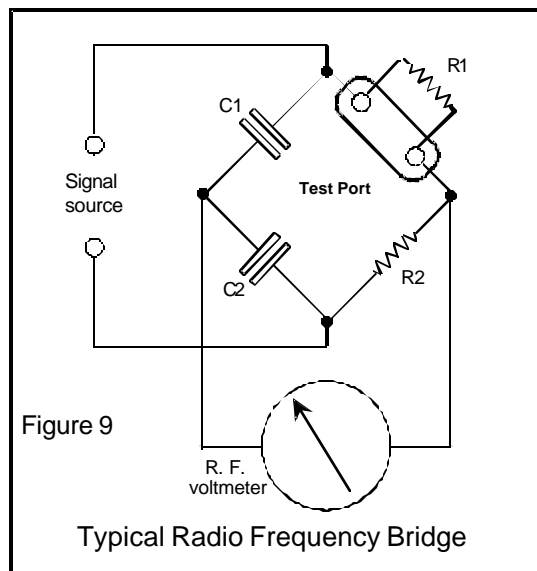 R1
C1
Signal
source
Test Port
C2
R2
Figure 9
R. F.
voltmeter
Typical Radio Frequency Bridge